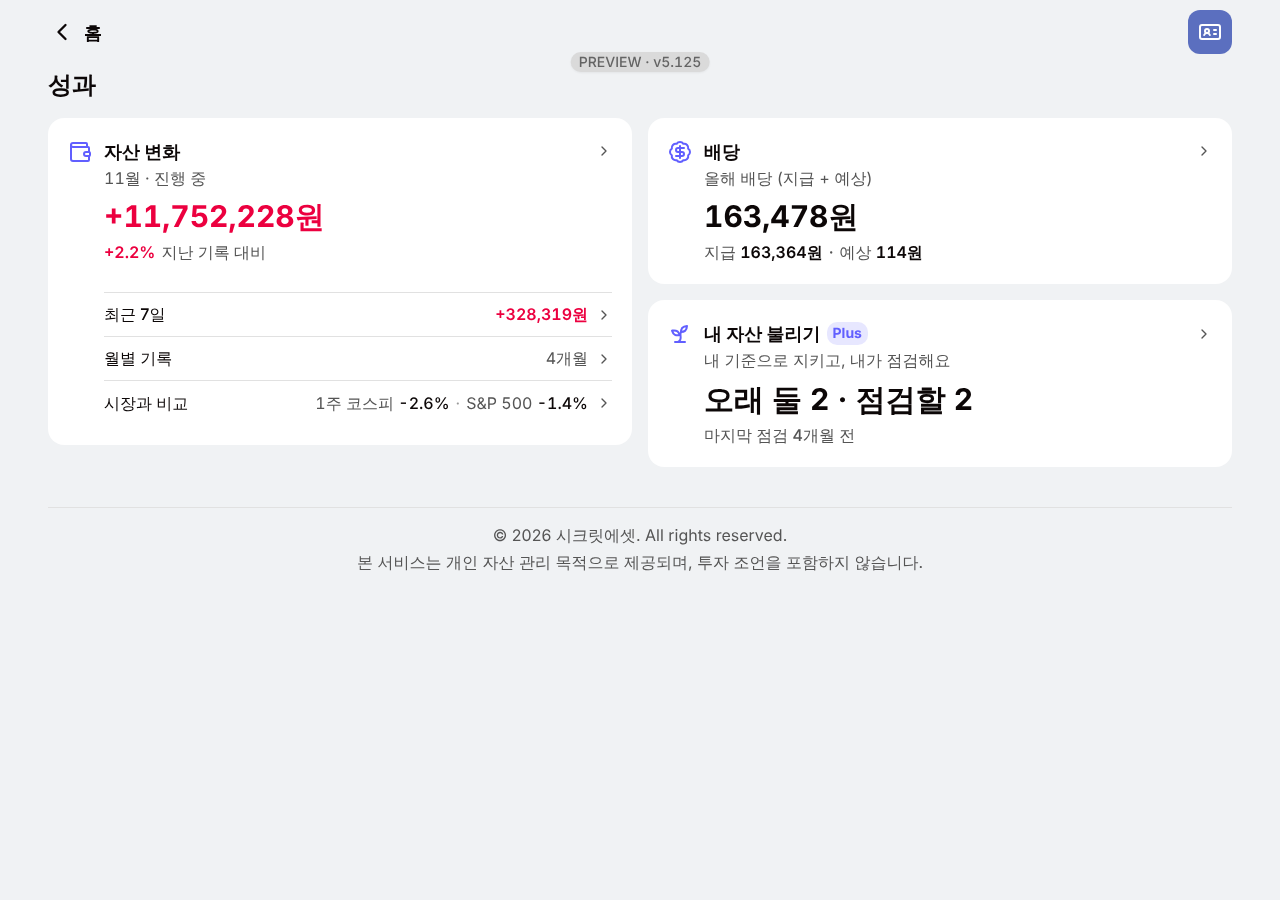 홈
PREVIEW · v5.125
성과
자산 변화
11월 · 진행 중
+11,752,228원
+2.2% 지난 기록 대비
최근 7일 +328,319원
월별 기록 4개월
시장과 비교 1주 코스피 -2.6% · S&P 500 -1.4%
배당
올해 배당 (지급 + 예상)
163,478원
지급 163,364원 · 예상 114원
내 자산 불리기 Plus
내 기준으로 지키고, 내가 점검해요
오래 둘 2 · 점검할 2
마지막 점검 4개월 전
© 2026 시크릿에셋. All rights reserved.
본 서비스는 개인 자산 관리 목적으로 제공되며, 투자 조언을 포함하지 않습니다.